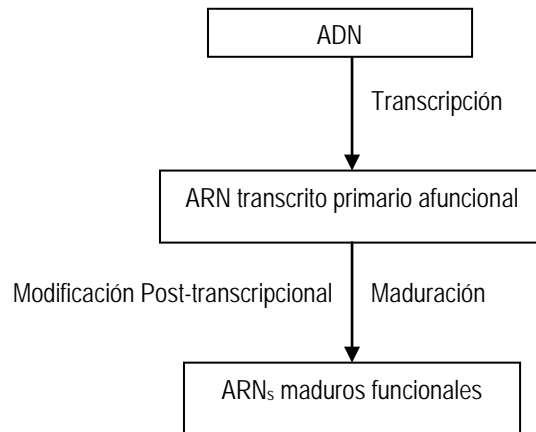 ADN
Transcripción
ARN transcrito primario afuncional
Modificación Post-transcripcional
Maduración
ARNs maduros funcionales